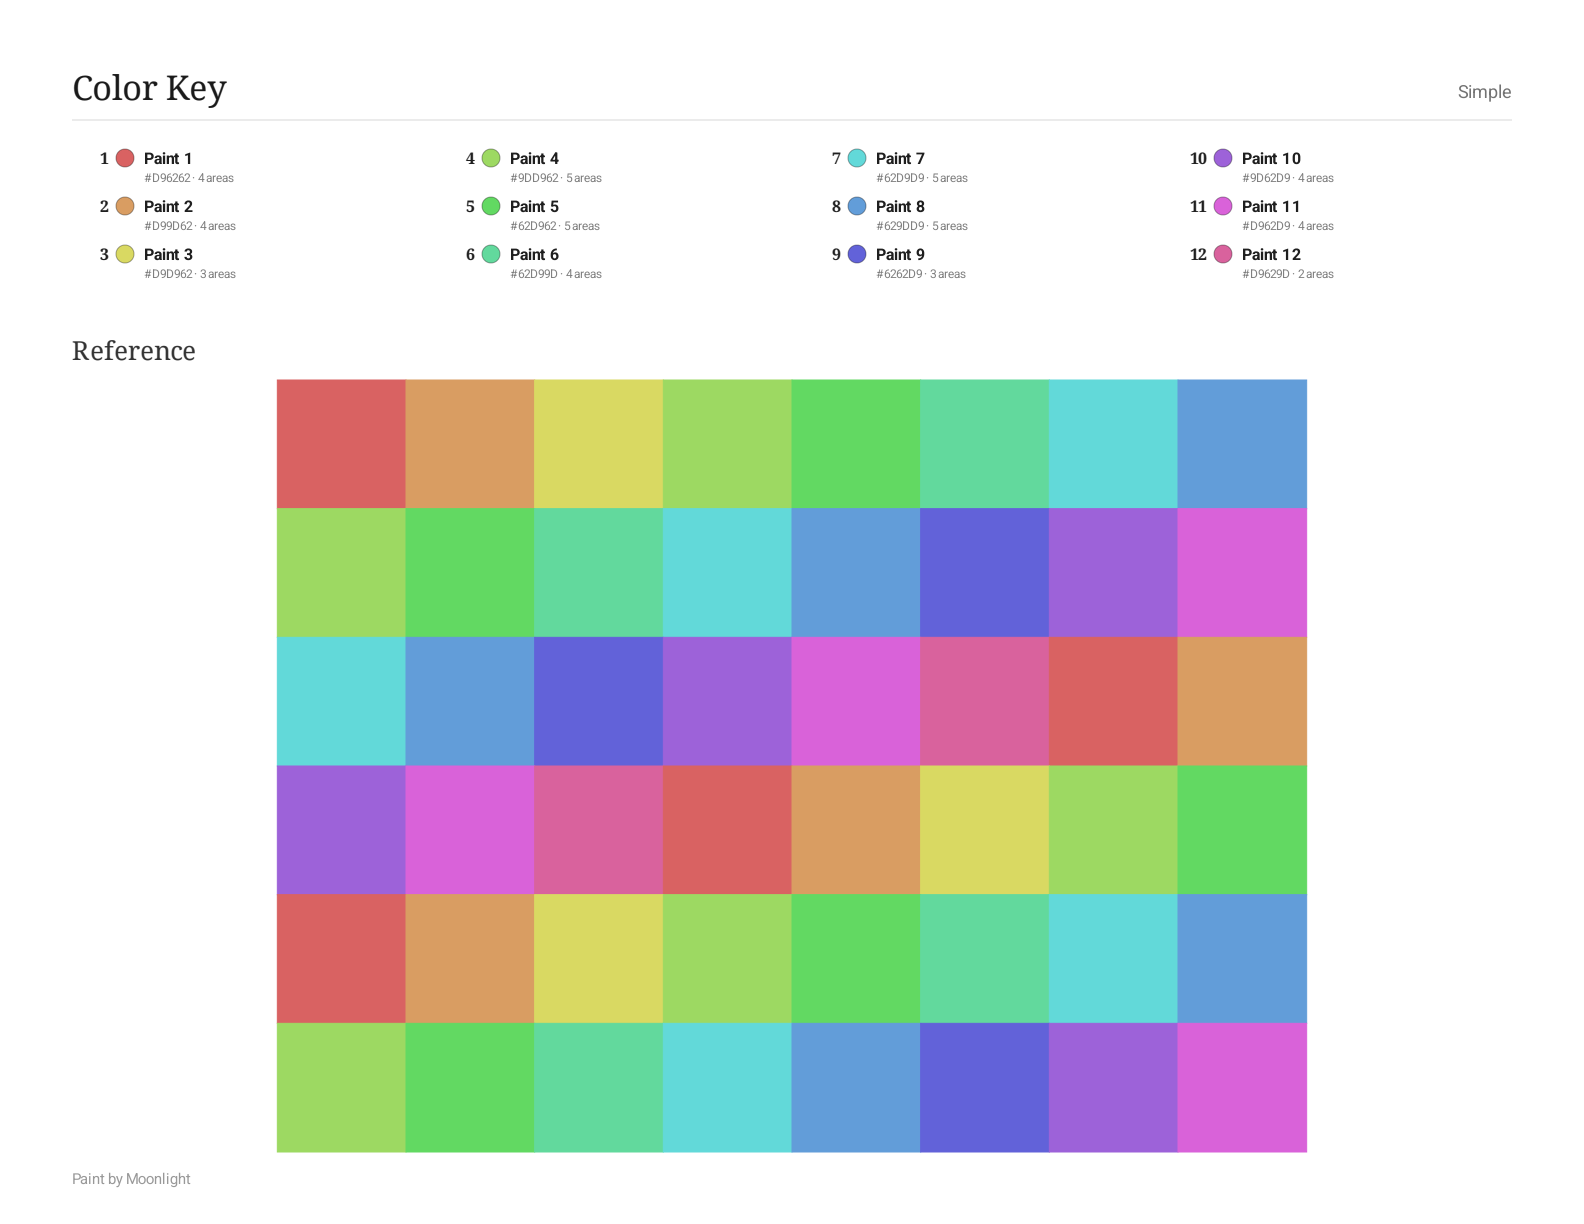 Color Key
Simple
1 Paint 1
#D96262 · 4 areas
2 Paint 2
#D99D62 · 4 areas
3 Paint 3
#D9D962 · 3 areas
4 Paint 4
#9DD962 · 5 areas
5 Paint 5
#62D962 · 5 areas
6 Paint 6
#62D99D · 4 areas
7 Paint 7
#62D9D9 · 5 areas
8 Paint 8
#629DD9 · 5 areas
9 Paint 9
#6262D9 · 3 areas
10 Paint 10
#9D62D9 · 4 areas
11 Paint 11
#D962D9 · 4 areas
12 Paint 12
#D9629D · 2 areas
Reference
Paint by Moonlight